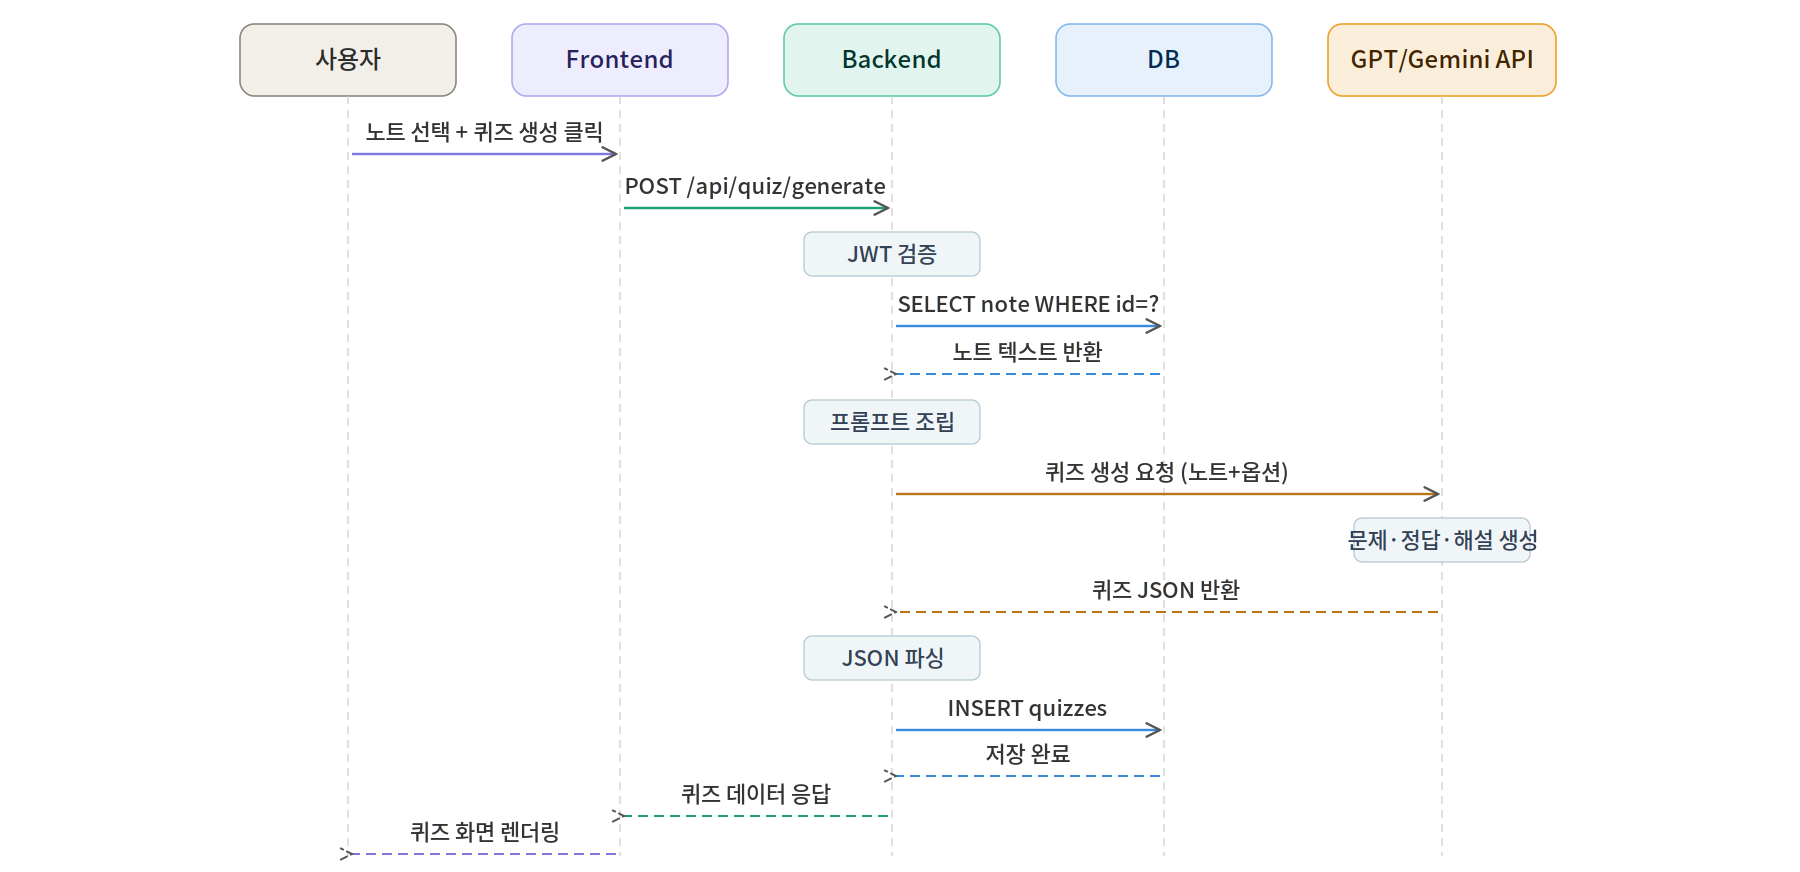 사용자
Frontend
Backend
DB
GPT/Gemini API
노트 선택 + 퀴즈 생성 클릭
POST /api/quiz/generate
JWT 검증
SELECT note WHERE id=?
노트 텍스트 반환
프롬프트 조립
퀴즈 생성 요청 (노트+옵션)
문제·정답·해설 생성
퀴즈 JSON 반환
JSON 파싱
INSERT quizzes
저장 완료
퀴즈 데이터 응답
퀴즈 화면 렌더링